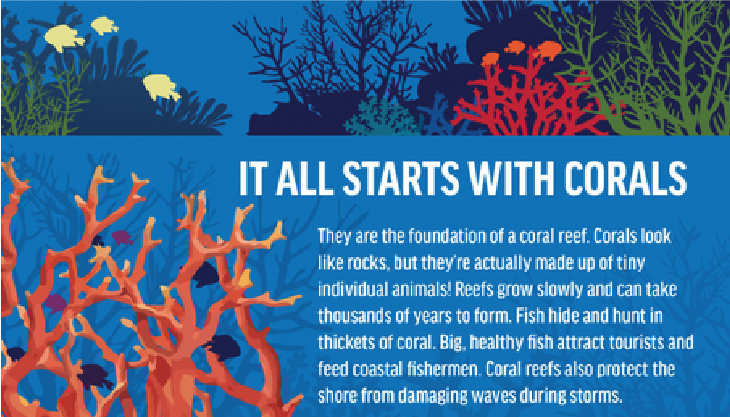 IT ALL STARTS WITH CORALS
They are the foundation of a coral reef. Corals look
like rocks, but they're actually made up of tiny
individual animals! Reefs grow slowly and can take
thousands of years to form. Fish hide and hunt in
thickets of coral. Big, healthy fish attract tourists and
feed coastal fishermen. Coral reefs also protect the
shore from damaging waves during storms.